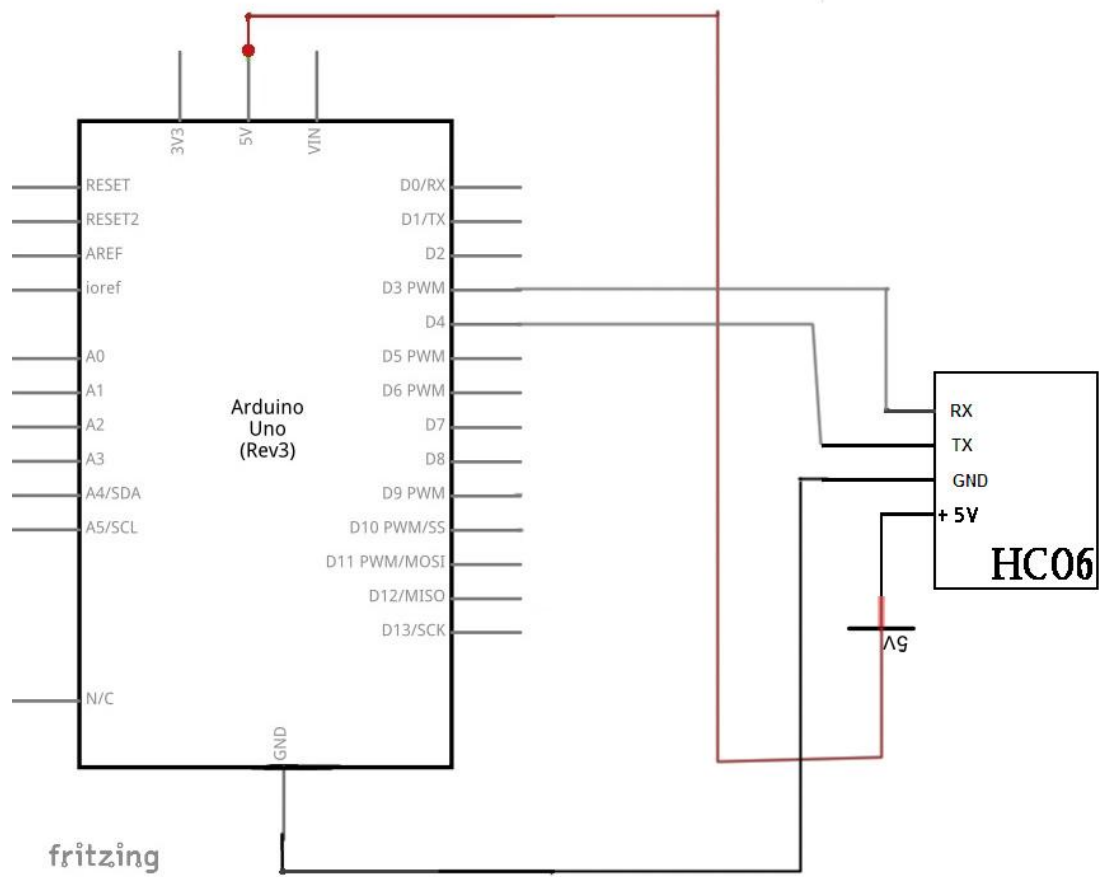 3V3
5V
VIN
RESET
RESET2
AREF
ioref
A0
A1
A2
A3
A4/SDA
A5/SCL
N/C
Arduino
Uno
(Rev3)
D0/RX
D1/TX
D2
D3 PWM
D4
D5 PWM
D6 PWM
D7
D8
D9 PWM
D10 PWM/SS
D11 PWM/MOSI
D12/MISO
D13/SCK
GND
RX
TX
GND
+ 5V
HC06
5V
fritzing